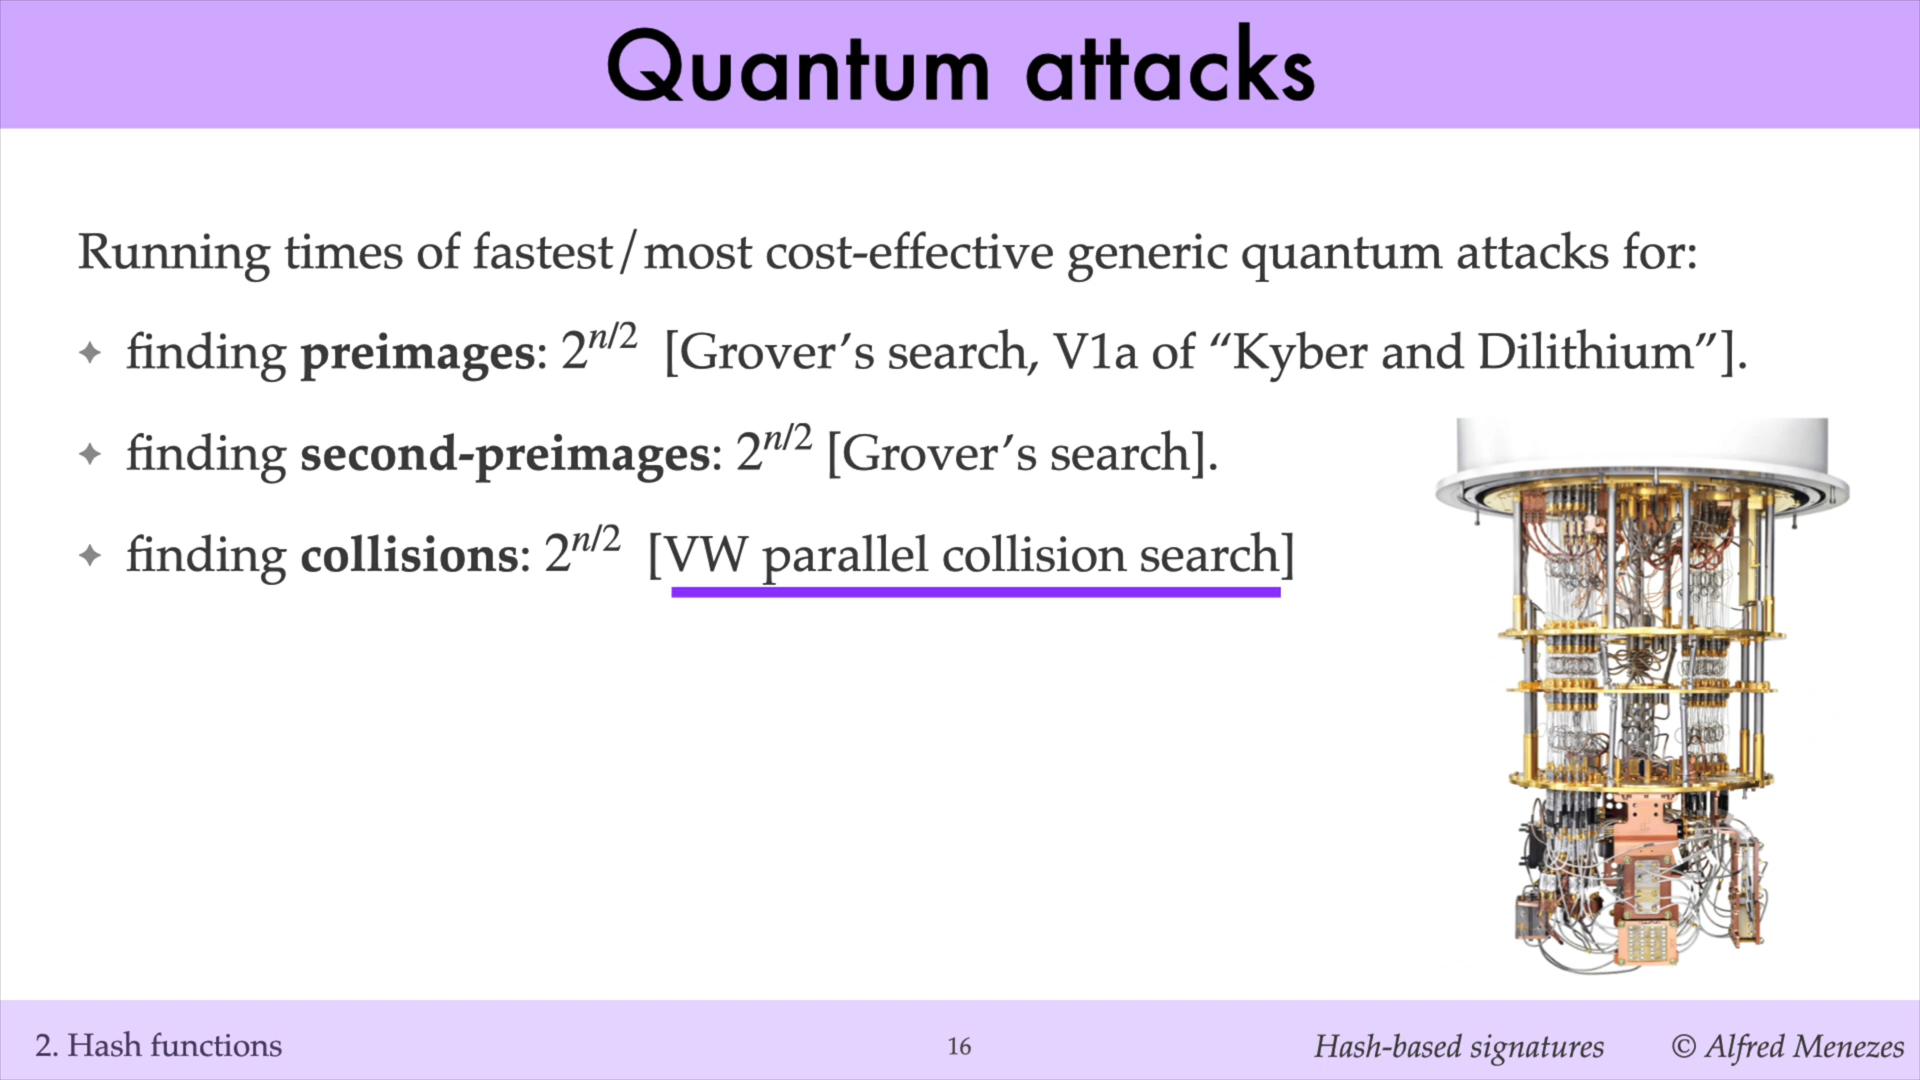 Quantum attacks
Running times of fastest/most cost-effective generic quantum attacks for:
✦ finding preimages: 2^{n/2} [Grover's search, V1a of “Kyber and Dilithium”].
✦ finding second-preimages: 2^{n/2} [Grover's search].
✦ finding collisions: 2^{n/2} [VW parallel collision search]
2. Hash functions 16 Hash-based signatures © Alfred Menezes